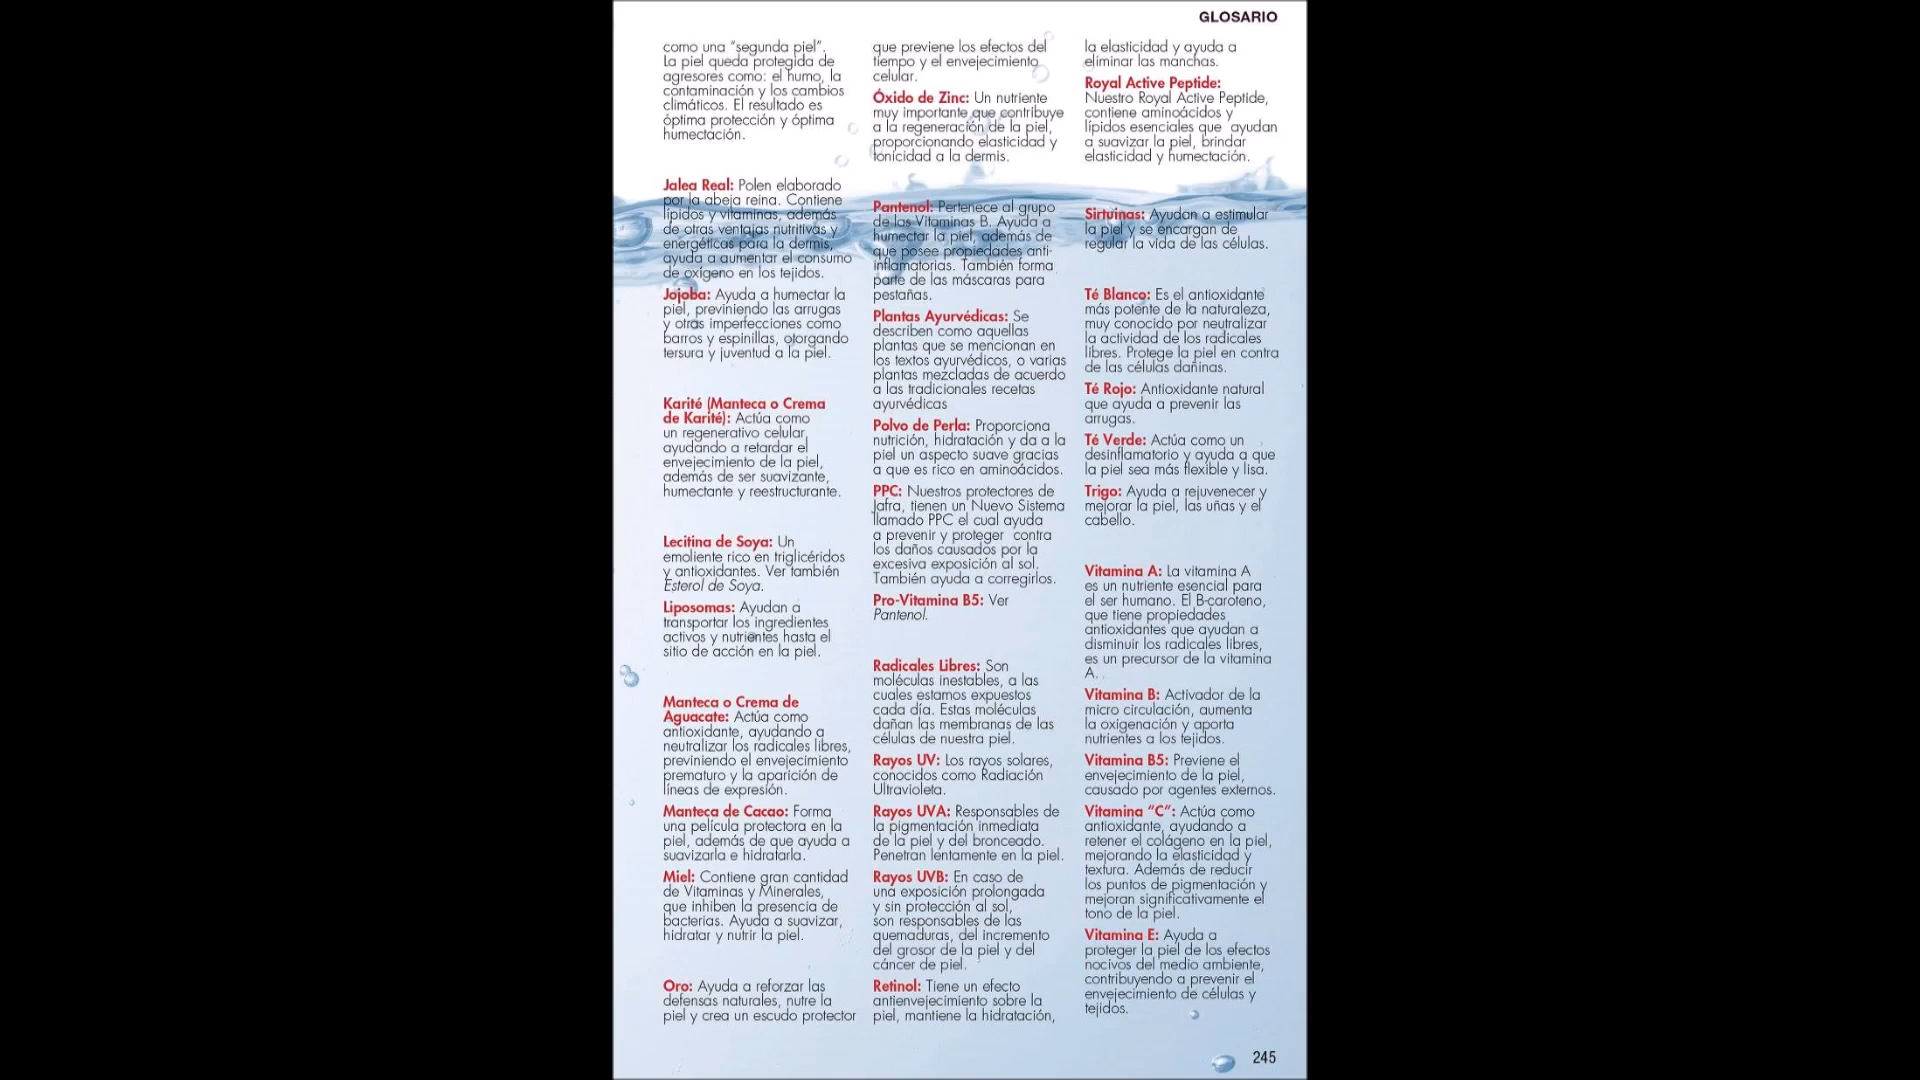 GLOSARIO
como una “segunda piel”.
La piel queda protegida de
agresores como: el humo, la
contaminación y los cambios
climáticos. El resultado es
óptima protección y óptima
humectación.
Jalea Real: Polen elaborado
por la abeja reina. Contiene
lípidos y vitaminas, además
de otras ventajas nutritivas y
energéticas para la dermis,
ayuda a aumentar el consumo
de oxígeno en los tejidos.
Jojoba: Ayuda a humectar la
piel, previniendo las arrugas
y otras imperfecciones como
barros y espinillas, otorgando
tersura y juventud a la piel.
Karité (Manteca o Crema
de Karité): Actúa como
un regenerativo celular,
ayudando a retardar el
envejecimiento de la piel,
además de ser suavizante,
humectante y reestructurante.
Lecitina de Soya: Un
emoliente rico en triglicéridos
y antioxidantes. Ver también
Esterol de Soya.
Liposomas: Ayudan a
transportar los ingredientes
activos y nutrientes hasta el
sitio de acción en la piel.
Manteca o Crema de
Aguacate: Actúa como
antioxidante, ayudando a
neutralizar los radicales libres,
previniendo el envejecimiento
prematuro y la aparición de
líneas de expresión.
Manteca de Cacao: Forma
una película protectora en la
piel, además de que ayuda a
suavizarla e hidratarla.
Miel: Contiene gran cantidad
de Vitaminas y Minerales,
que inhiben la presencia de
bacterias. Ayuda a suavizar,
hidratar y nutrir la piel.
Oro: Ayuda a reforzar las
defensas naturales, nutre la
piel y crea un escudo protector
que previene los efectos del
tiempo y el envejecimiento
celular.
Óxido de Zinc: Un nutriente
muy importante que contribuye
a la regeneración de la piel,
proporcionando elasticidad y
tonicidad a la dermis.
Pantenol: Pertenece al grupo
de las Vitaminas B. Ayuda a
humectar la piel, además de
que posee propiedades anti-
inflamatorias. También forma
parte de las máscaras para
pestañas.
Plantas Ayurvédicas: Se
describen como aquellas
plantas que se mencionan en
los textos ayurvédicos, o varias
plantas mezcladas de acuerdo
a las tradicionales recetas
ayurvédicas
Polvo de Perla: Proporciona
nutrición, hidratación y da a la
piel un aspecto suave gracias
a que es rico en aminoácidos.
PPC: Nuestros protectores de
Jafra, tienen un Nuevo Sistema
llamado PPC el cual ayuda
a prevenir y proteger contra
los daños causados por la
excesiva exposición al sol.
También ayuda a corregirlos.
Pro-Vitamina B5: Ver
Pantenol.
Radicales Libres: Son
moléculas inestables, a las
cuales estamos expuestos
cada día. Estas moléculas
dañan las membranas de las
células de nuestra piel.
Rayos UV: Los rayos solares,
conocidos como Radiación
Ultravioleta.
Rayos UVA: Responsables de
la pigmentación inmediata
de la piel y del bronceado.
Penetran lentamente en la piel.
Rayos UVB: En caso de
una exposición prolongada
y sin protección al sol,
son responsables de las
quemaduras, del incremento
del grosor de la piel y del
cáncer de piel.
Retinol: Tiene un efecto
antienvejecimiento sobre la
piel, mantiene la hidratación,
la elasticidad y ayuda a
eliminar las manchas.
Royal Active Peptide:
Nuestro Royal Active Peptide,
contiene aminoácidos y
lípidos esenciales que ayudan
a suavizar la piel, brindar
elasticidad y humectación.
Sirtuinas: Ayudan a estimular
la piel y se encargan de
regular la vida de las células.
Té Blanco: Es el antioxidante
más potente de la naturaleza,
muy conocido por neutralizar
la actividad de los radicales
libres. Protege la piel en contra
de las células dañinas.
Té Rojo: Antioxidante natural
que ayuda a prevenir las
arrugas.
Té Verde: Actúa como un
desinflamatorio y ayuda a que
la piel sea más flexible y lisa.
Trigo: Ayuda a rejuvenecer y
mejorar la piel, las uñas y el
cabello.
Vitamina A: La vitamina A
es un nutriente esencial para
el ser humano. El B-caroteno,
que tiene propiedades
antioxidantes que ayudan a
disminuir los radicales libres,
es un precursor de la vitamina
A.
Vitamina B: Activador de la
micro circulación, aumenta
la oxigenación y aporta
nutrientes a los tejidos.
Vitamina B5: Previene el
envejecimiento de la piel,
causado por agentes externos.
Vitamina “C”: Actúa como
antioxidante, ayudando a
retener el colágeno en la piel,
mejorando la elasticidad y
textura. Además de reducir
los puntos de pigmentación y
mejoran significativamente el
tono de la piel.
Vitamina E: Ayuda a
proteger la piel de los efectos
nocivos del medio ambiente,
contribuyendo a prevenir el
envejecimiento de células y
tejidos.
245